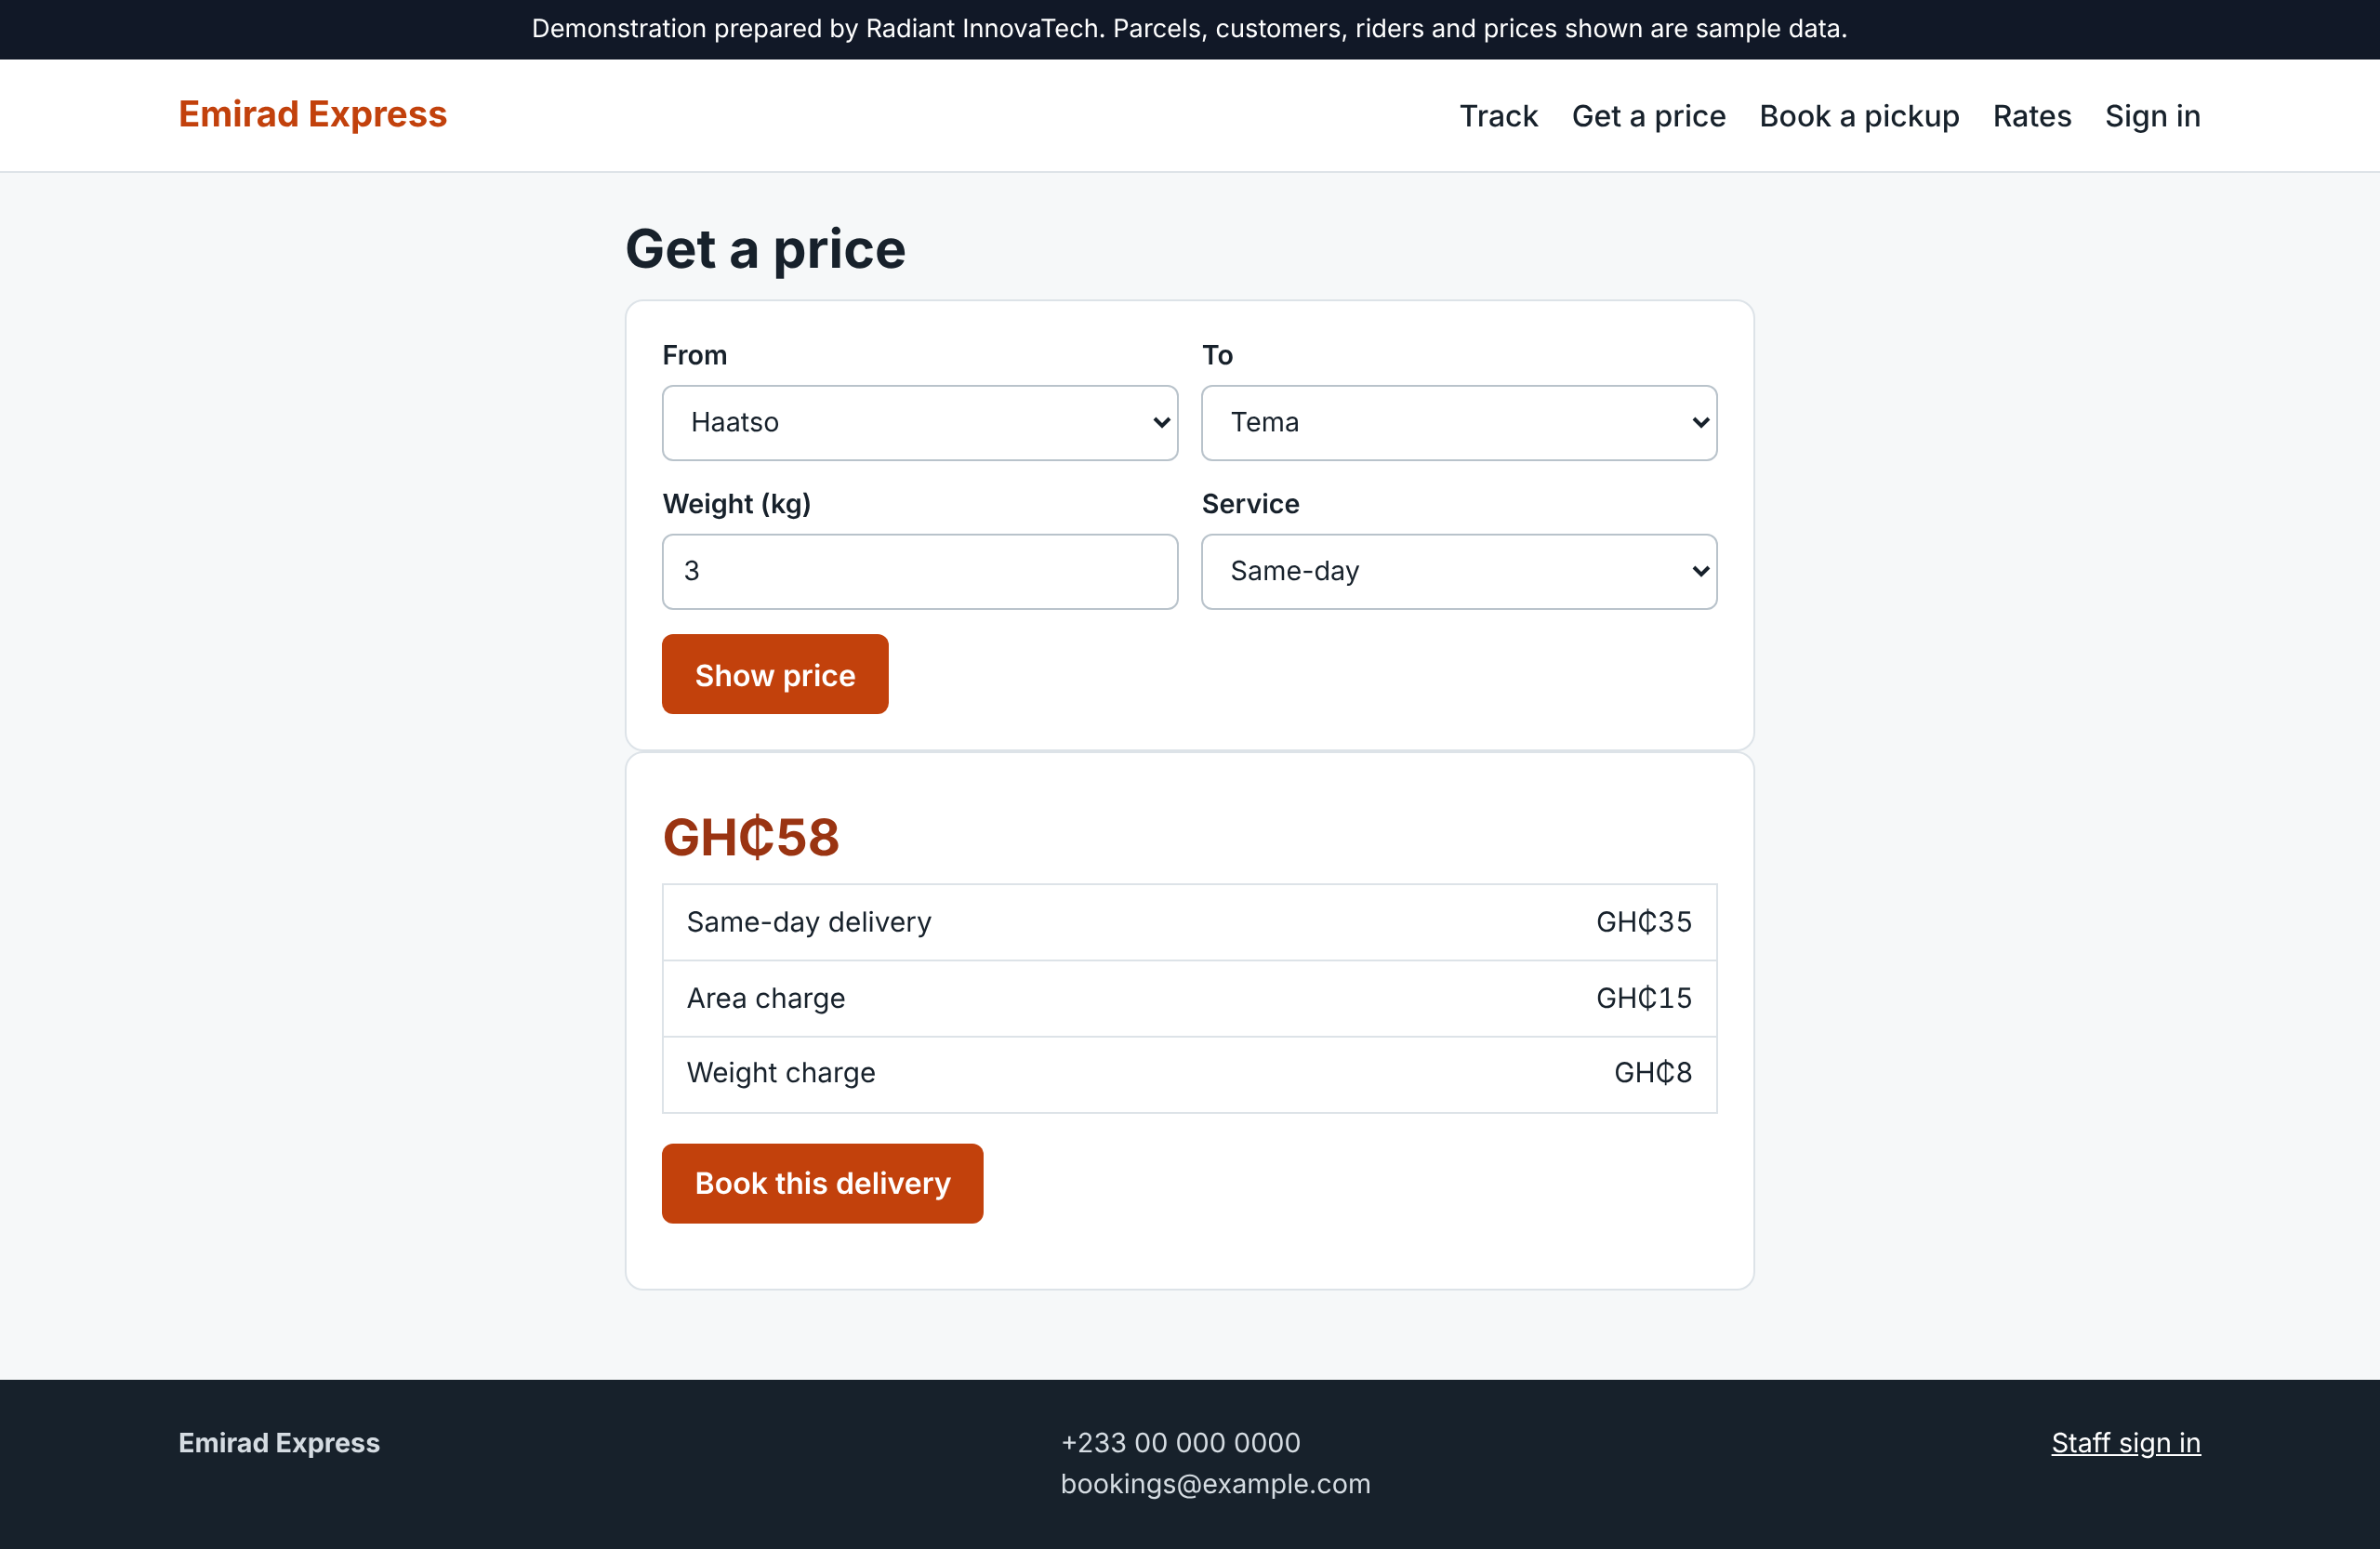 Demonstration prepared by Radiant InnovaTech. Parcels, customers, riders and prices shown are sample data.
Emirad Express
Track Get a price Book a pickup Rates Sign in
Get a price
From To
Haatso Tema
Weight (kg) Service
3 Same-day
Show price
GH₵58
Same-day delivery GH₵35
Area charge GH₵15
Weight charge GH₵8
Book this delivery
Emirad Express +233 00 000 0000 Staff sign in
bookings@example.com